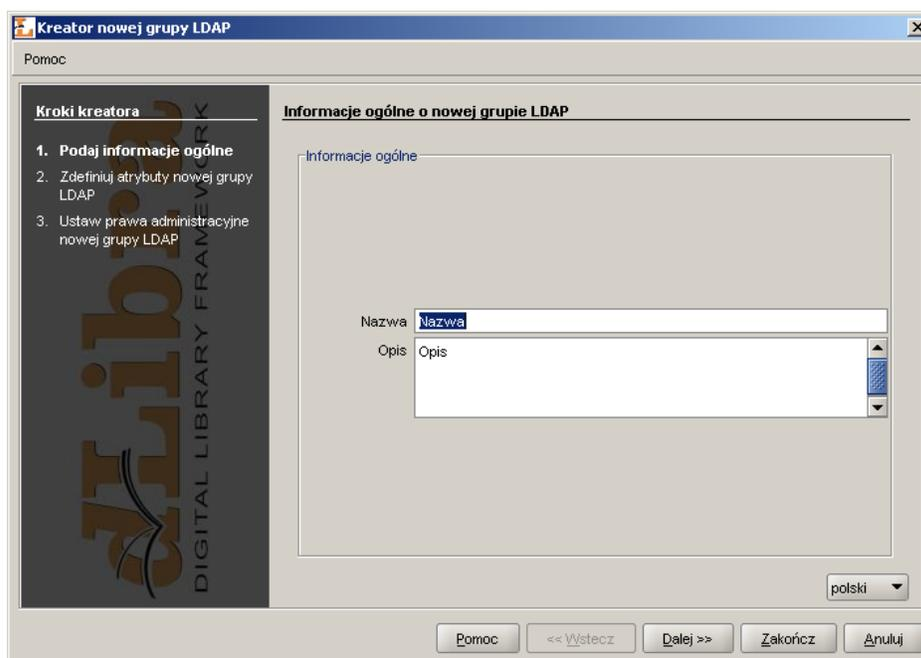 Kreator nowej grupy LDAP
Pomoc
Kroki kreatora
1. Podaj informacje ogólne
2. Zdefiniuj atrybuty nowej grupy
LDAP
3. Ustaw prawa administracyjne
nowej grupy LDAP
dLibra
DIGITAL LIBRARY FRAMEWORK
Informacje ogólne o nowej grupie LDAP
Informacje ogólne
Nazwa Nazwa
Opis Opis
polski
Pomoc << Wstecz Dalej >> Zakończ Anuluj